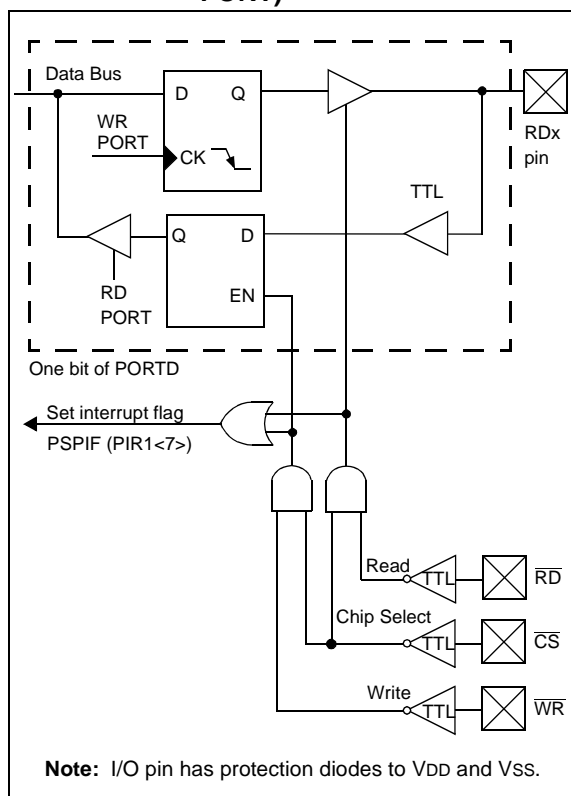 PORT)
Data Bus
D Q
WR
PORT
CK
RDx
pin
TTL
Q D
EN
RD
PORT
One bit of PORTD
Set interrupt flag
PSPIF (PIR1<7>)
Read
TTL
RD
Chip Select
TTL
CS
Write
TTL
WR
Note: I/O pin has protection diodes to VDD and VSS.